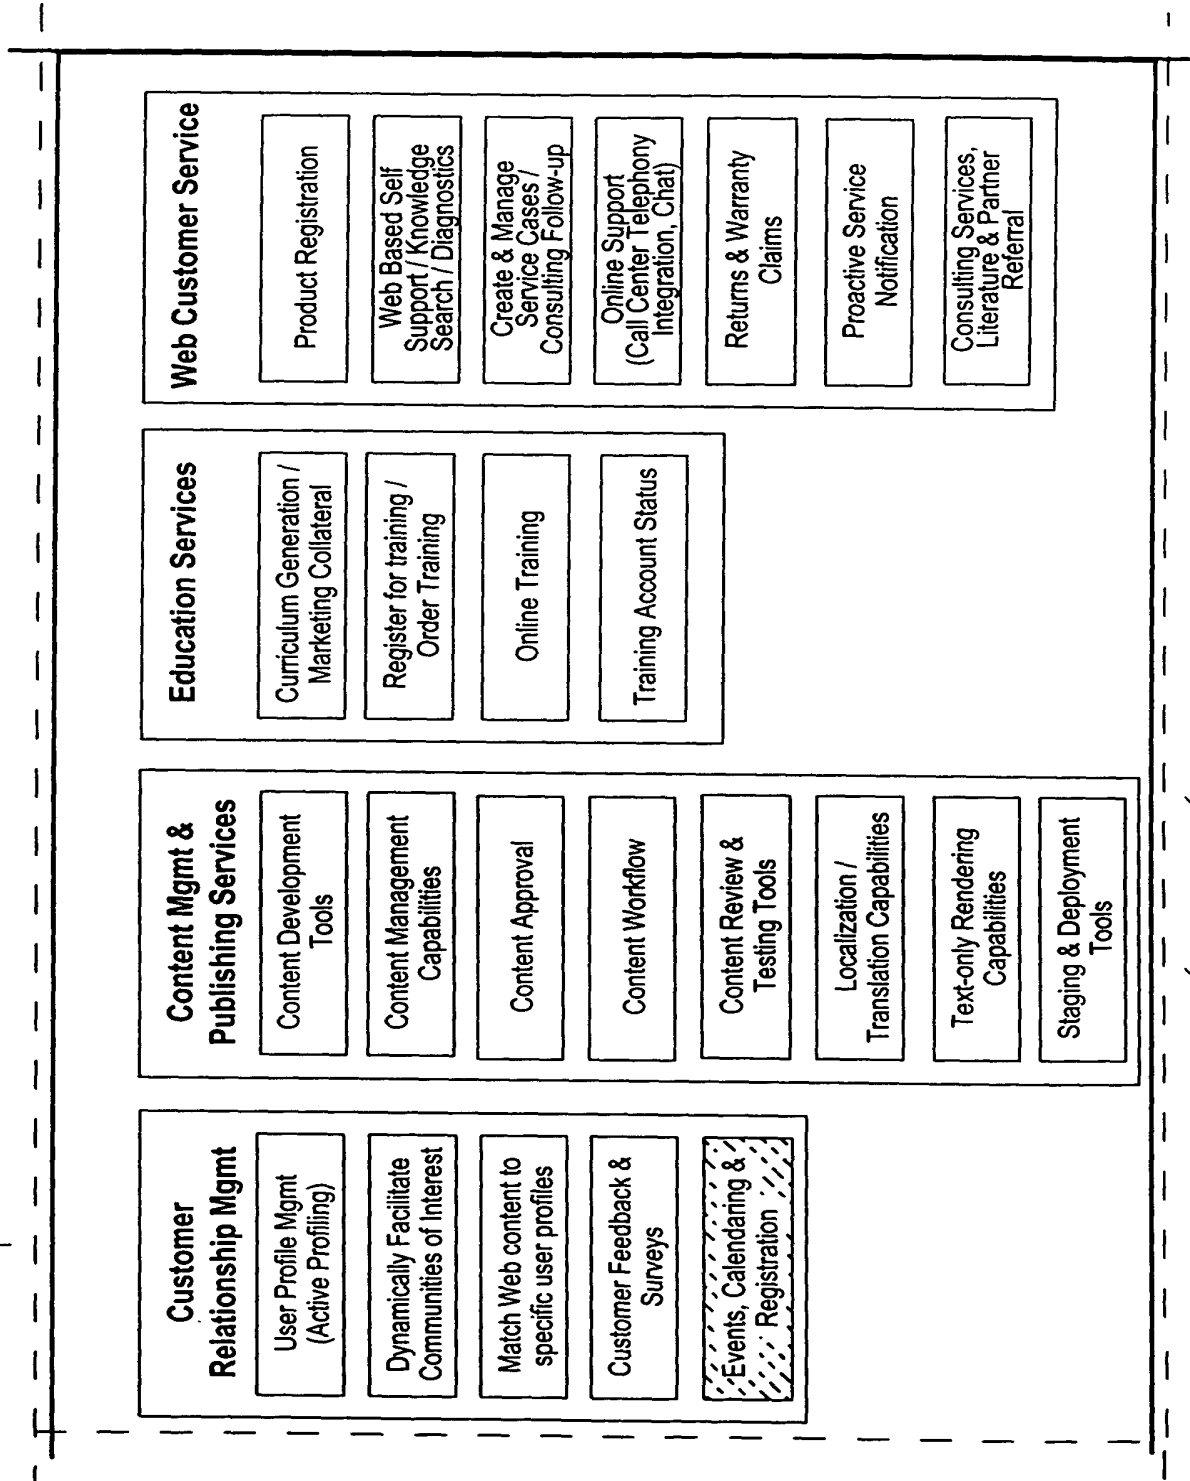 Customer
Relationship Mgmt
User Profile Mgmt
(Active Profiling)
Dynamically Facilitate
Communities of Interest
Match Web content to
specific user profiles
Customer Feedback &
Surveys
Events, Calendaring &
Registration
Content Mgmt &
Publishing Services
Content Development
Tools
Content Management
Capabilities
Content Approval
Content Workflow
Content Review &
Testing Tools
Localization /
Translation Capabilities
Text-only Rendering
Capabilities
Staging & Deployment
Tools
Education Services
Curriculum Generation /
Marketing Collateral
Register for training /
Order Training
Online Training
Training Account Status
Web Customer Service
Product Registration
Web Based Self
Support / Knowledge
Search / Diagnostics
Create & Manage
Service Cases /
Consulting Follow-up
Online Support
(Call Center Telephony
Integration, Chat)
Returns & Warranty
Claims
Proactive Service
Notification
Consulting Services,
Literature & Partner
Referral